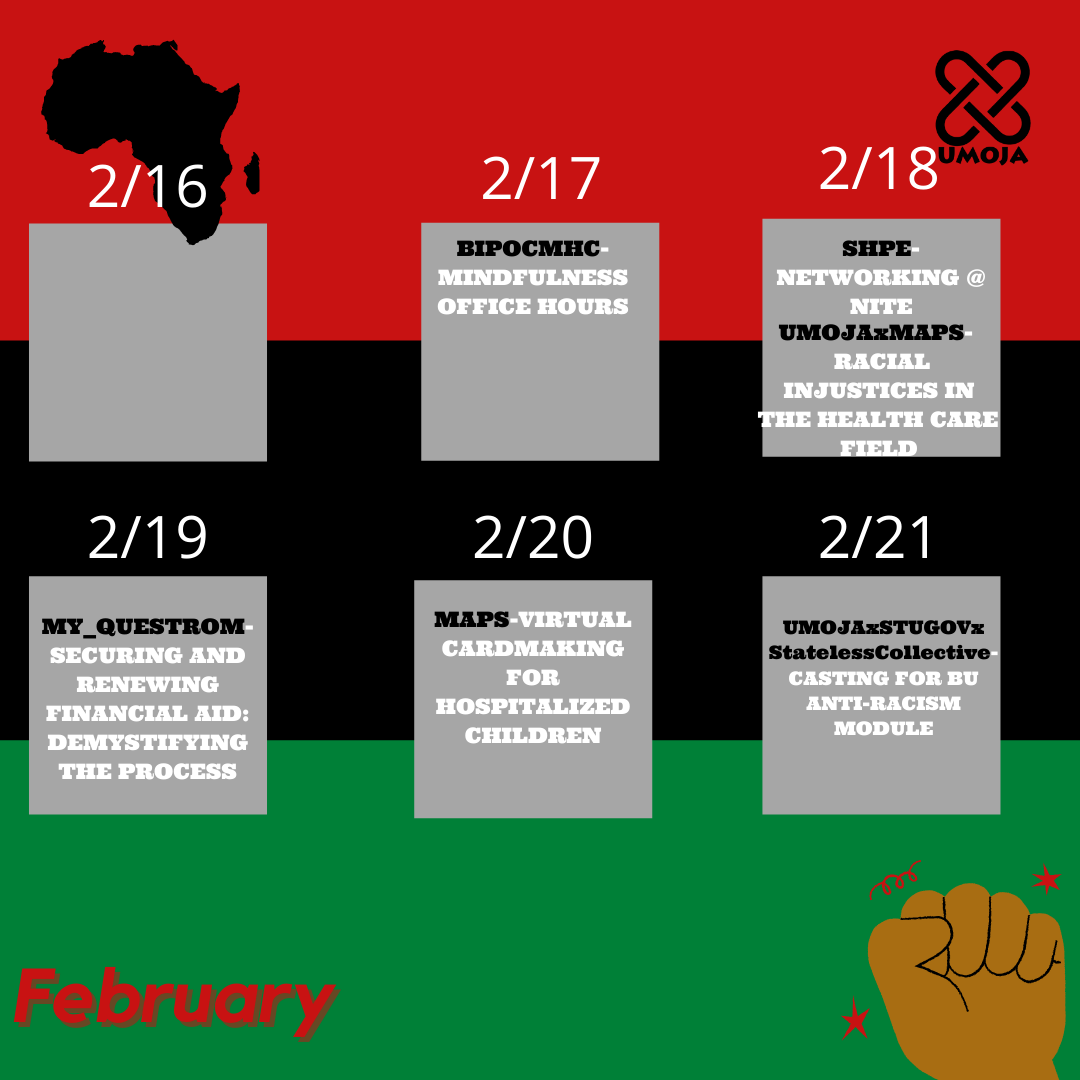 2/16
2/17
2/18
UMOJA
BIPOCMHC-
MINDFULNESS
OFFICE HOURS
SHPE-
NETWORKING @
NITE
UMOJAxMAPS-
RACIAL
INJUSTICES IN
THE HEALTH CARE
FIELD
2/19
2/20
2/21
MY_QUESTROM-
SECURING AND
RENEWING
FINANCIAL AID:
DEMYSTIFYING
THE PROCESS
MAPS-VIRTUAL
CARDMAKING
FOR
HOSPITALIZED
CHILDREN
UMOJAxSTUGOVx
StatelessCollective-
CASTING FOR BU
ANTI-RACISM
MODULE
February